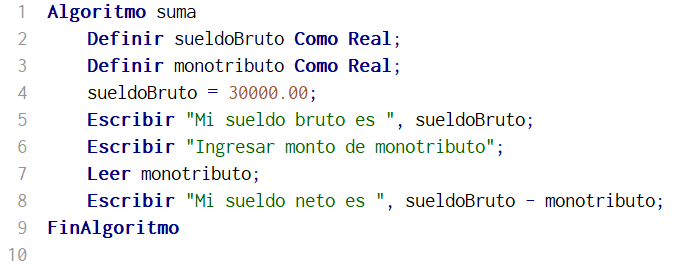 1 Algoritmo suma
2 Definir sueldoBruto Como Real;
3 Definir monotributo Como Real;
4 sueldoBruto = 30000.00;
5 Escribir "Mi sueldo bruto es ", sueldoBruto;
6 Escribir "Ingresar monto de monotributo";
7 Leer monotributo;
8 Escribir "Mi sueldo neto es ", sueldoBruto - monotributo;
9 FinAlgoritmo
10